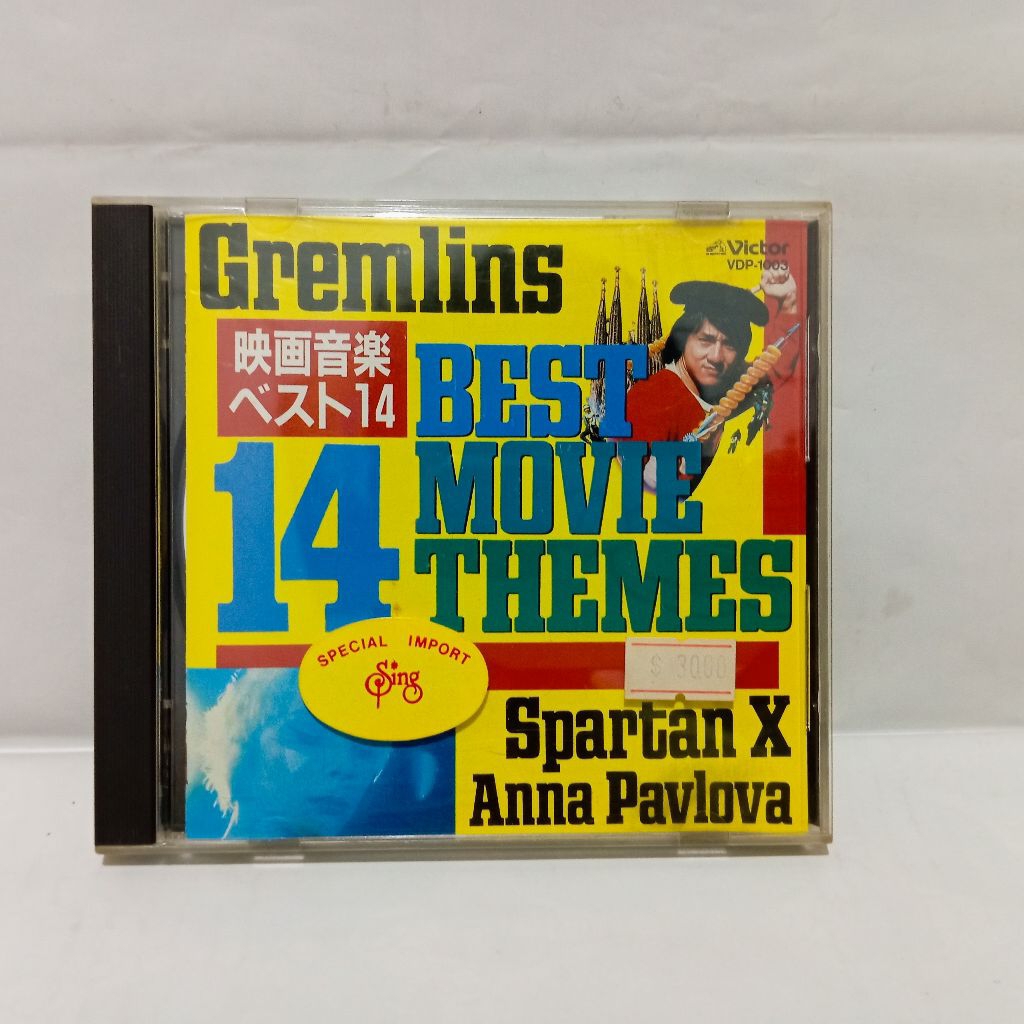 Gremlins
Victor
VDP-1003
映画音楽
ベスト14
14
BEST
MOVIE
THEMES
SPECIAL IMPORT
Sing
$ 30.00
Spartan X
Anna Pavlova